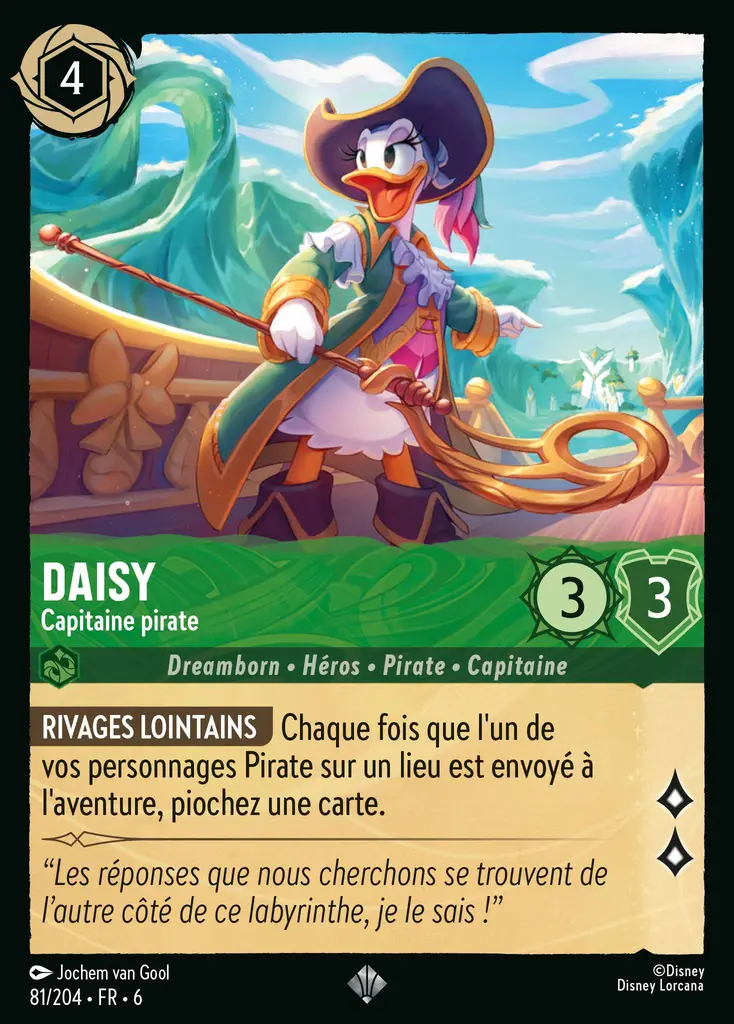 4
DAISY
Capitaine pirate
3
3
Dreamborn • Héros • Pirate • Capitaine
RIVAGES LOINTAINS Chaque fois que l'un de
vos personnages Pirate sur un lieu est envoyé à
l'aventure, piochez une carte.
“Les réponses que nous cherchons se trouvent de
l’autre côté de ce labyrinthe, je le sais !”
Jochem van Gool
81/204 • FR • 6
©Disney
Disney Lorcana